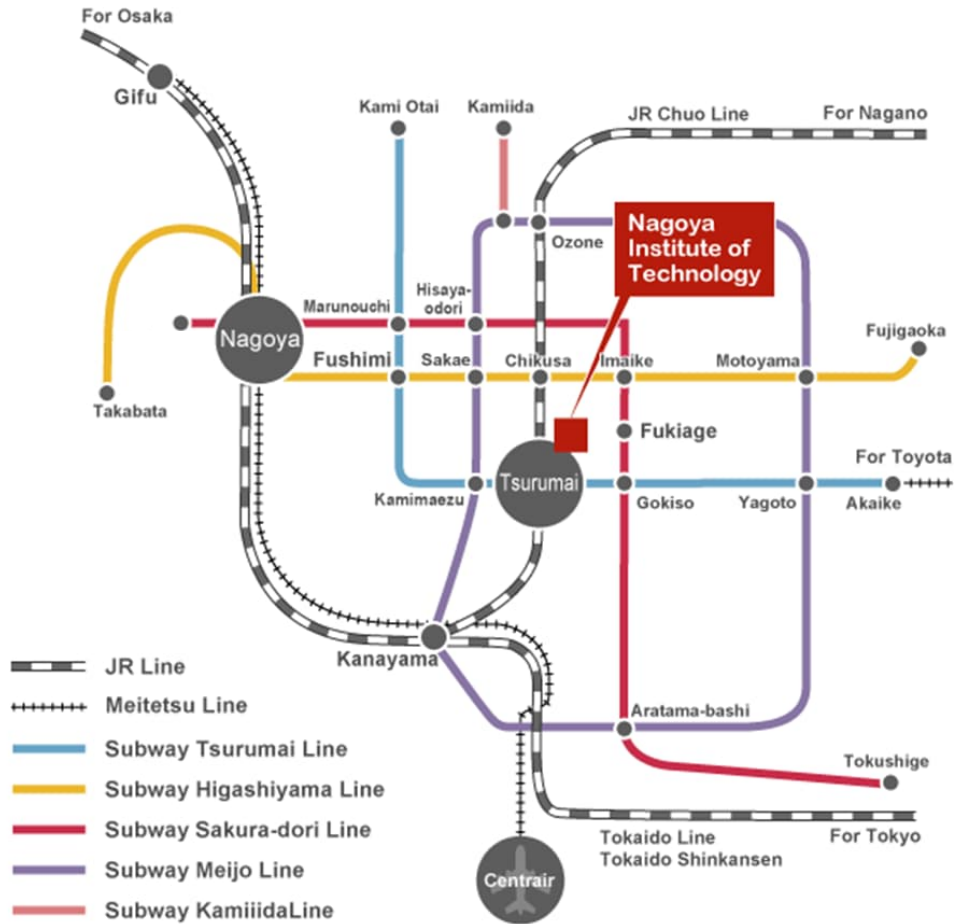 For Osaka
Gifu
Kami Otai
Kamiida
JR Chuo Line
For Nagano
Ozone
Nagoya
Institute of
Technology
Nagoya
Marunouchi
Hisaya-
odori
Fushimi
Sakae
Chikusa
Imaike
Motoyama
Fujigaoka
Takabata
Fukiage
Tsurumai
For Toyota
Kamimaezu
Gokiso
Yagoto
Akaike
Kanayama
Aratama-bashi
Tokushige
Tokaido Line
Tokaido Shinkansen
For Tokyo
Centrair
JR Line
Meitetsu Line
Subway Tsurumai Line
Subway Higashiyama Line
Subway Sakura-dori Line
Subway Meijo Line
Subway KamiiidaLine